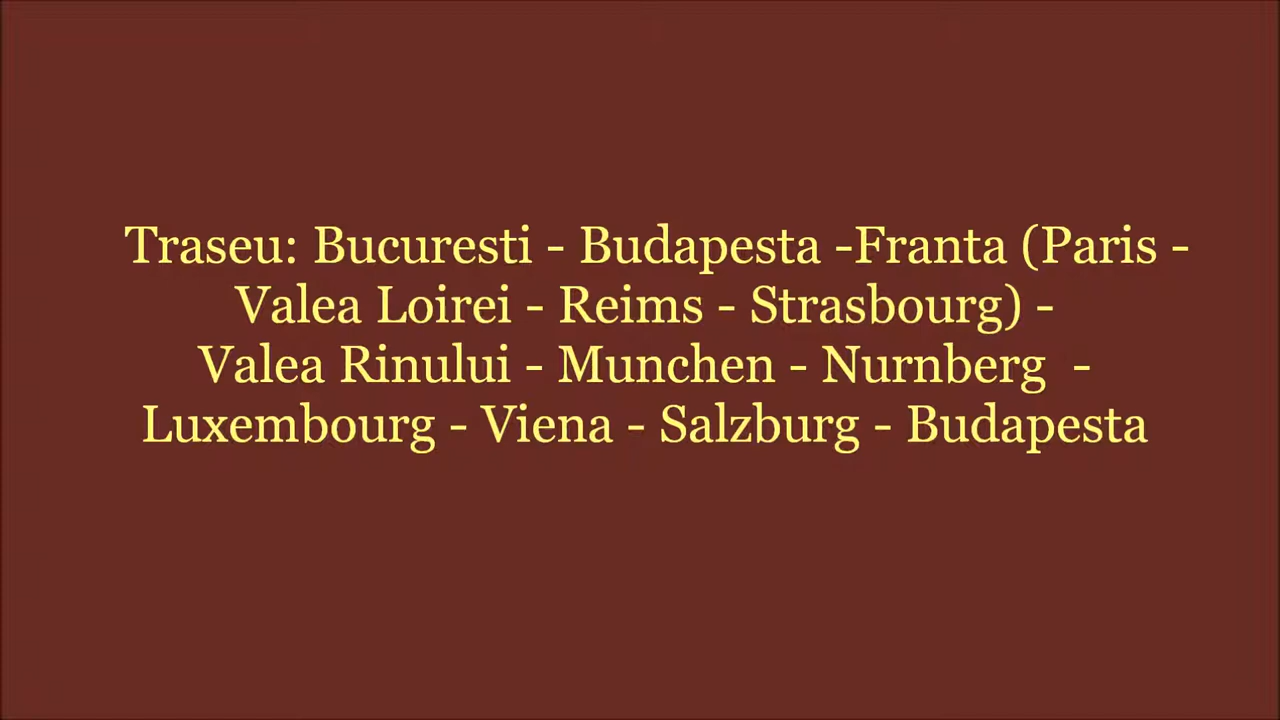 Traseu: Bucuresti - Budapesta -Franta (Paris -
Valea Loirei - Reims - Strasbourg) -
Valea Rinului - Munchen - Nurnberg  -
Luxembourg - Viena - Salzburg - Budapesta